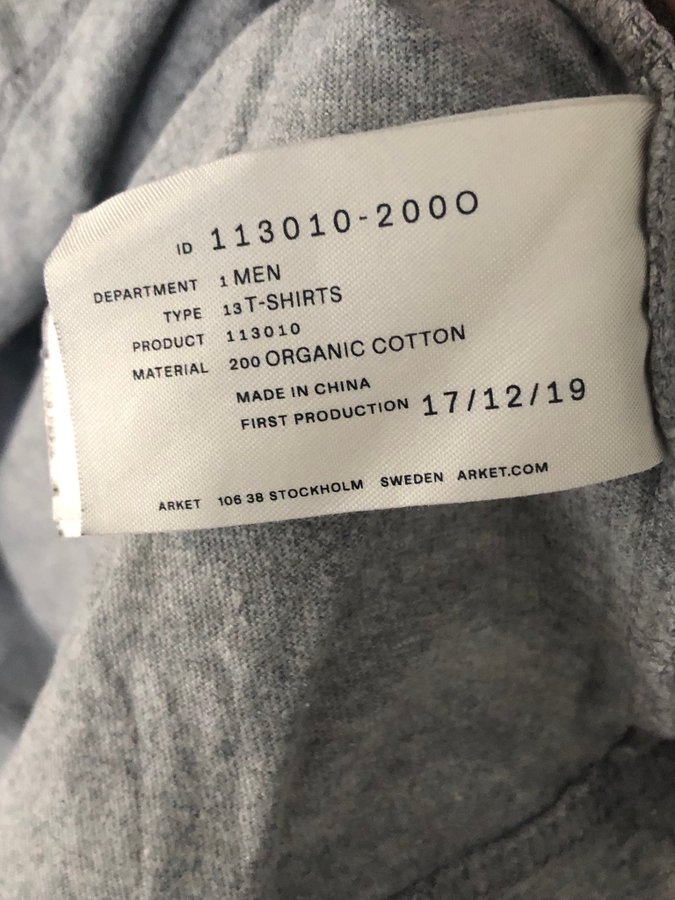 ID 113010-200O
DEPARTMENT 1 MEN
TYPE 13 T-SHIRTS
PRODUCT 113010
MATERIAL 200 ORGANIC COTTON
MADE IN CHINA
FIRST PRODUCTION 17/12/19
ARKET 106 38 STOCKHOLM SWEDEN ARKET.COM